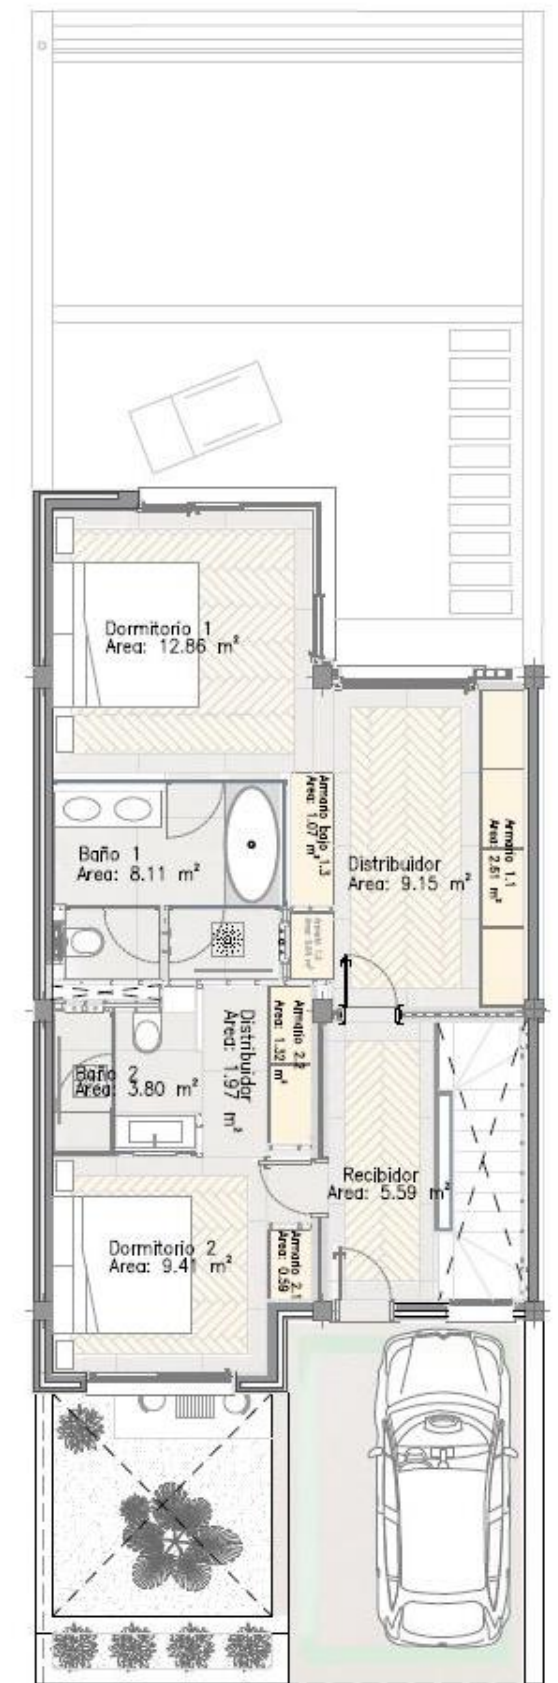 Dormitorio 1
Area: 12.86 m²
Armario bajo 1.3
Area: 1.07 m²
Armario 1.1
Area: 2.51 m²
Baño 1
Area: 8.11 m²
Distribuidor
Area: 9.15 m²
Armario 2.2
Area: 1.32 m²
Distribuidor
Area: 1.97 m²
Baño 2
Area: 3.80 m²
Recibidor
Area: 5.59 m²
Dormitorio 2
Area: 9.41 m²
Armario 2.1
Area: 0.59